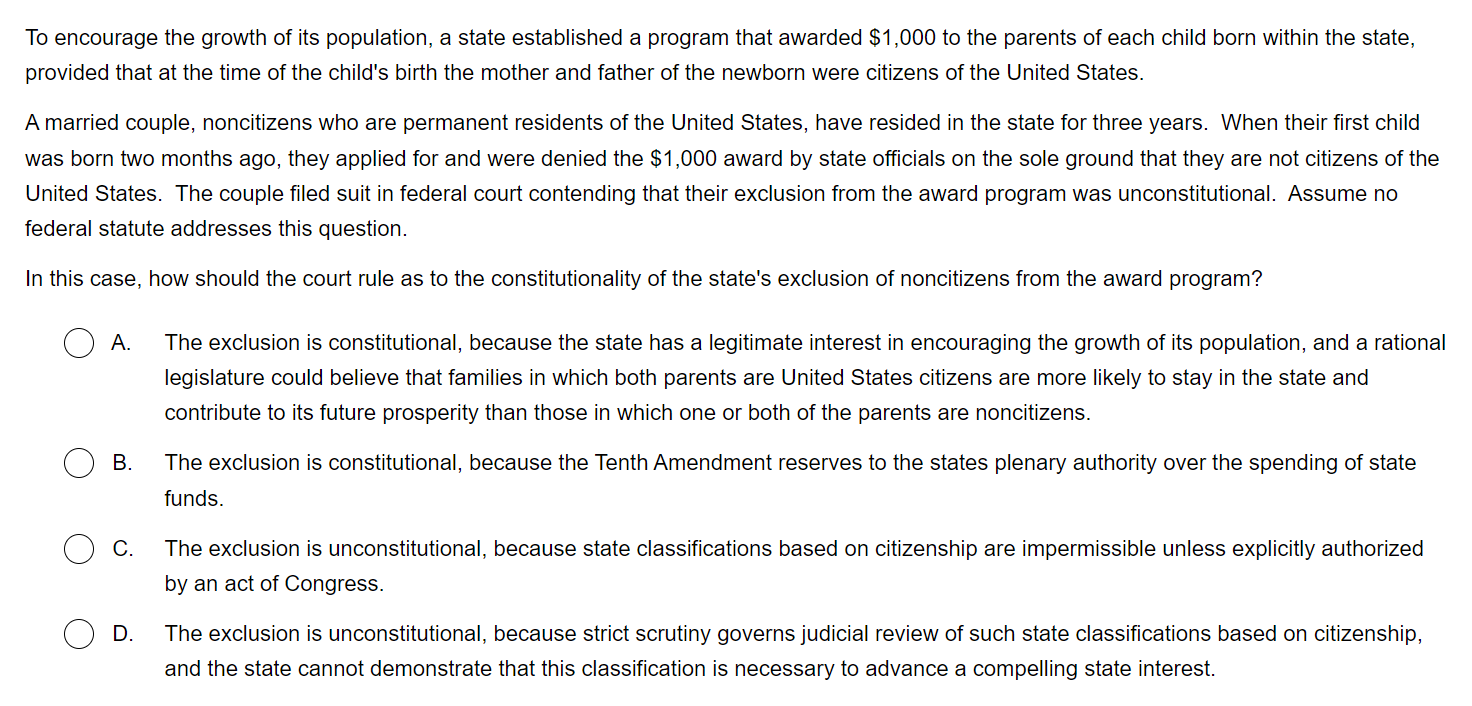 To encourage the growth of its population, a state established a program that awarded $1,000 to the parents of each child born within the state,
provided that at the time of the child's birth the mother and father of the newborn were citizens of the United States.
A married couple, noncitizens who are permanent residents of the United States, have resided in the state for three years.  When their first child
was born two months ago, they applied for and were denied the $1,000 award by state officials on the sole ground that they are not citizens of the
United States.  The couple filed suit in federal court contending that their exclusion from the award program was unconstitutional.  Assume no
federal statute addresses this question.
In this case, how should the court rule as to the constitutionality of the state's exclusion of noncitizens from the award program?
A. The exclusion is constitutional, because the state has a legitimate interest in encouraging the growth of its population, and a rational
legislature could believe that families in which both parents are United States citizens are more likely to stay in the state and
contribute to its future prosperity than those in which one or both of the parents are noncitizens.
B. The exclusion is constitutional, because the Tenth Amendment reserves to the states plenary authority over the spending of state
funds.
C. The exclusion is unconstitutional, because state classifications based on citizenship are impermissible unless explicitly authorized
by an act of Congress.
D. The exclusion is unconstitutional, because strict scrutiny governs judicial review of such state classifications based on citizenship,
and the state cannot demonstrate that this classification is necessary to advance a compelling state interest.